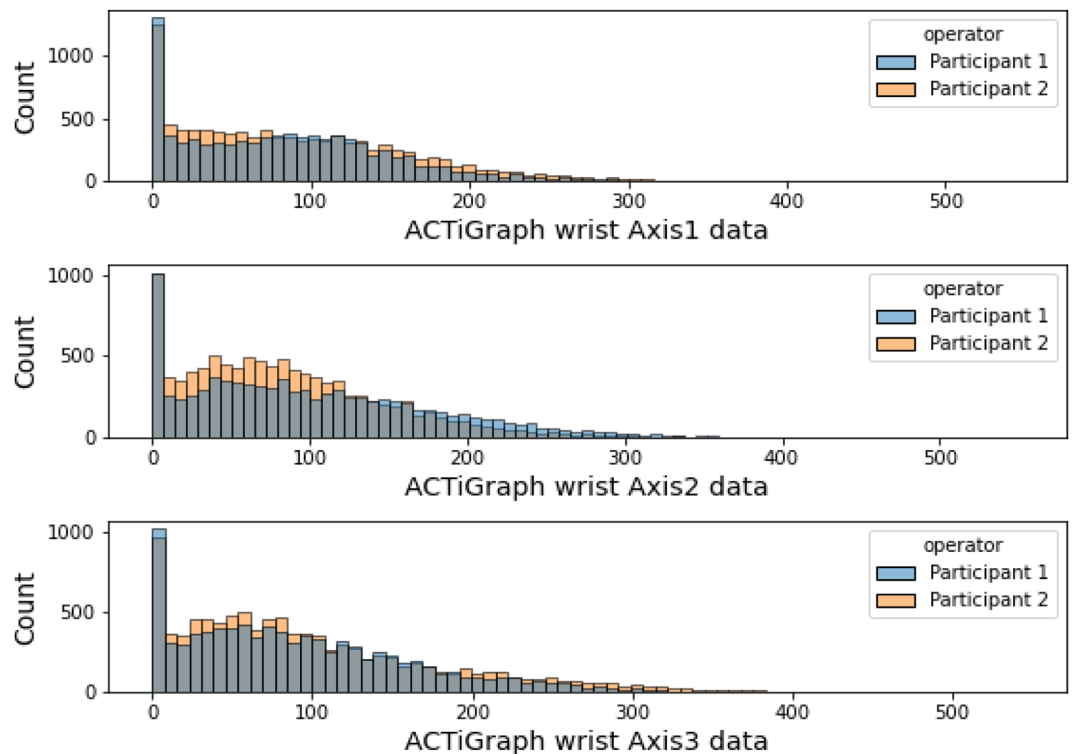 operator
Participant 1
Participant 2
Count
1000
500
0
0 100 200 300 400 500
ACTiGraph wrist Axis1 data
operator
Participant 1
Participant 2
Count
1000
500
0
0 100 200 300 400 500
ACTiGraph wrist Axis2 data
operator
Participant 1
Participant 2
Count
1000
500
0
0 100 200 300 400 500
ACTiGraph wrist Axis3 data